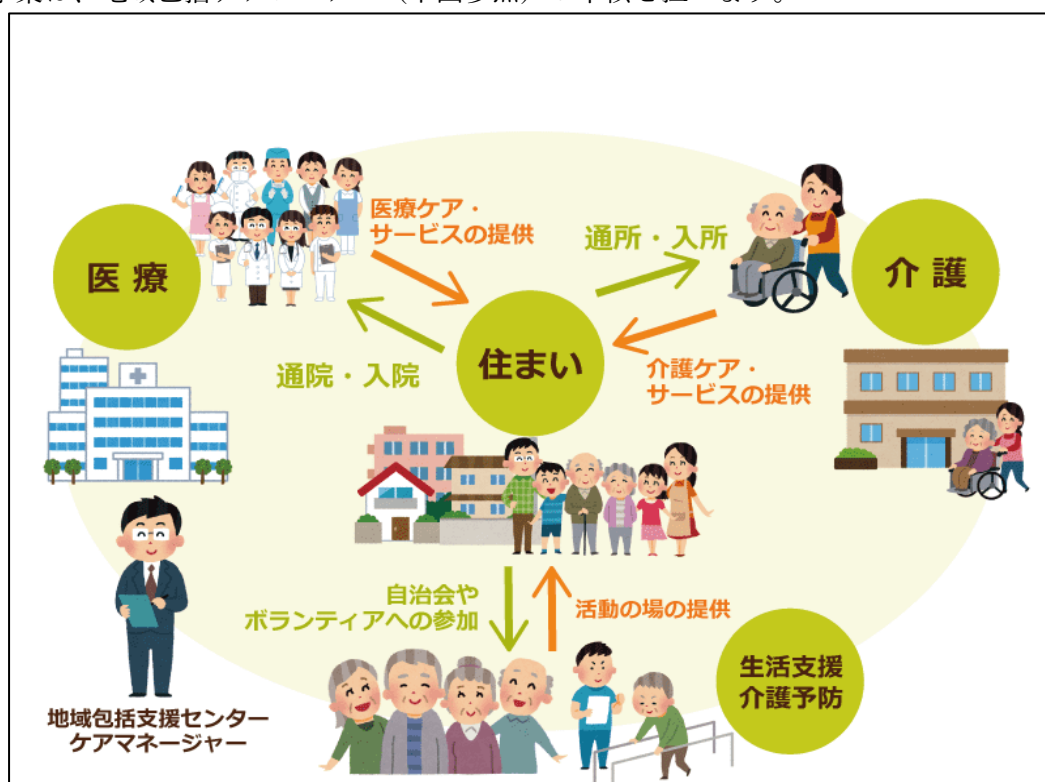 医療ケア・
サービスの提供
通所・入所
医療
介護
住まい
通院・入院
介護ケア・
サービスの提供
自治会や
ボランティアへの参加
活動の場の提供
生活支援
介護予防
地域包括支援センター
ケアマネージャー